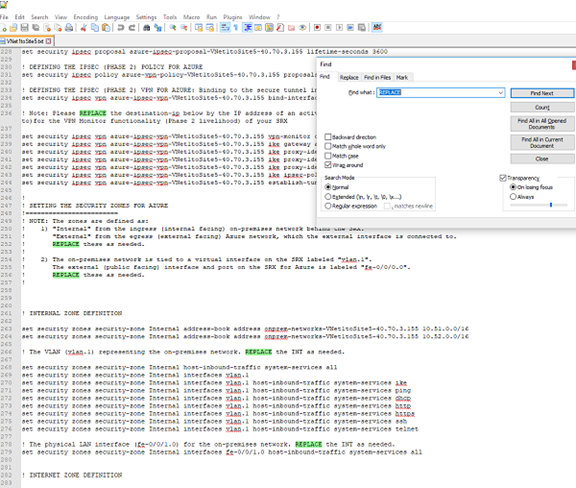 File Edit Search View Encoding Language Settings Tools Macro Run Plugins Window ?
VNet1toSite5.txt
228 set security ipsec proposal azure-ipsec-proposal-VNet1toSite5-40.70.3.155 lifetime-seconds 3600
! DEFINING THE IPSEC (PHASE 2) POLICY FOR AZURE
set security ipsec policy azure-vpn-policy-VNet1toSite5-40.70.3.155 proposals
! DEFINING THE IPSEC (PHASE 2) VPN FOR AZURE: Binding to the secure tunnel in
set security ipsec vpn azure-ipsec-vpn-VNet1toSite5-40.70.3.155 bind-interfa
! Note: Please REPLACE the destination-ip below by the IP address of an activ
to)for the VPN Monitor functionality (Phase 2 livelihood) of your SRX
set security ipsec vpn azure-ipsec-vpn-VNet1toSite5-40.70.3.155 vpn-monitor
set security ipsec vpn azure-ipsec-vpn-VNet1toSite5-40.70.3.155 ike gateway
set security ipsec vpn azure-ipsec-vpn-VNet1toSite5-40.70.3.155 ike proxy-ide
set security ipsec vpn azure-ipsec-vpn-VNet1toSite5-40.70.3.155 ike proxy-ide
set security ipsec vpn azure-ipsec-vpn-VNet1toSite5-40.70.3.155 ike proxy-ide
set security ipsec vpn azure-ipsec-vpn-VNet1toSite5-40.70.3.155 ike ipsec-pol
set security ipsec vpn azure-ipsec-vpn-VNet1toSite5-40.70.3.155 establish-tun
!
! SETTING THE SECURITY ZONES FOR AZURE
!=======================
! NOTE: The zones are defined as:
! 1) "Internal" from the ingress (internal facing) on-premises network behind the SRX.
! "External" from the egress (external facing) Azure network, which the external interface is connected to.
! REPLACE these as needed.
!
! 2) The on-premises network is tied to a virtual interface on the SRX labeled "vlan.1".
! The external (public facing) interface and port on the SRX for Azure is labeled "fe-0/0/0.0".
! REPLACE these as needed.
!
! INTERNAL ZONE DEFINITION
set security zones security-zone Internal address-book address onprem-networks-VNet1toSite5-40.70.3.155 10.51.0.0/16
set security zones security-zone Internal address-book address onprem-networks-VNet1toSite5-40.70.3.155 10.52.0.0/16
! The VLAN (vlan.1) representing the on-premises network. REPLACE the INT as needed.
set security zones security-zone Internal host-inbound-traffic system-services all
set security zones security-zone Internal interfaces vlan.1
set security zones security-zone Internal interfaces vlan.1 host-inbound-traffic system-services ike
set security zones security-zone Internal interfaces vlan.1 host-inbound-traffic system-services ping
set security zones security-zone Internal interfaces vlan.1 host-inbound-traffic system-services dhcp
set security zones security-zone Internal interfaces vlan.1 host-inbound-traffic system-services http
set security zones security-zone Internal interfaces vlan.1 host-inbound-traffic system-services https
set security zones security-zone Internal interfaces vlan.1 host-inbound-traffic system-services ssh
set security zones security-zone Internal interfaces vlan.1 host-inbound-traffic system-services telnet
! The physical LAN interface (fe-0/0/1.0) for the on-premises network. REPLACE the INT as needed.
set security zones security-zone Internal interfaces fe-0/0/1.0 host-inbound-traffic system-services all
! INTERNET ZONE DEFINITION
Find
Find Replace Find in Files Mark
Find what : REPLACE
Find Next
Count
Find All in All Opened Documents
Find All in Current Document
Close
Backward direction
Match whole word only
Match case
Wrap around
Search Mode
Normal
Extended (\n, \r, \t, \0, \x...)
Regular expression . matches newline
Transparency
On losing focus
Always